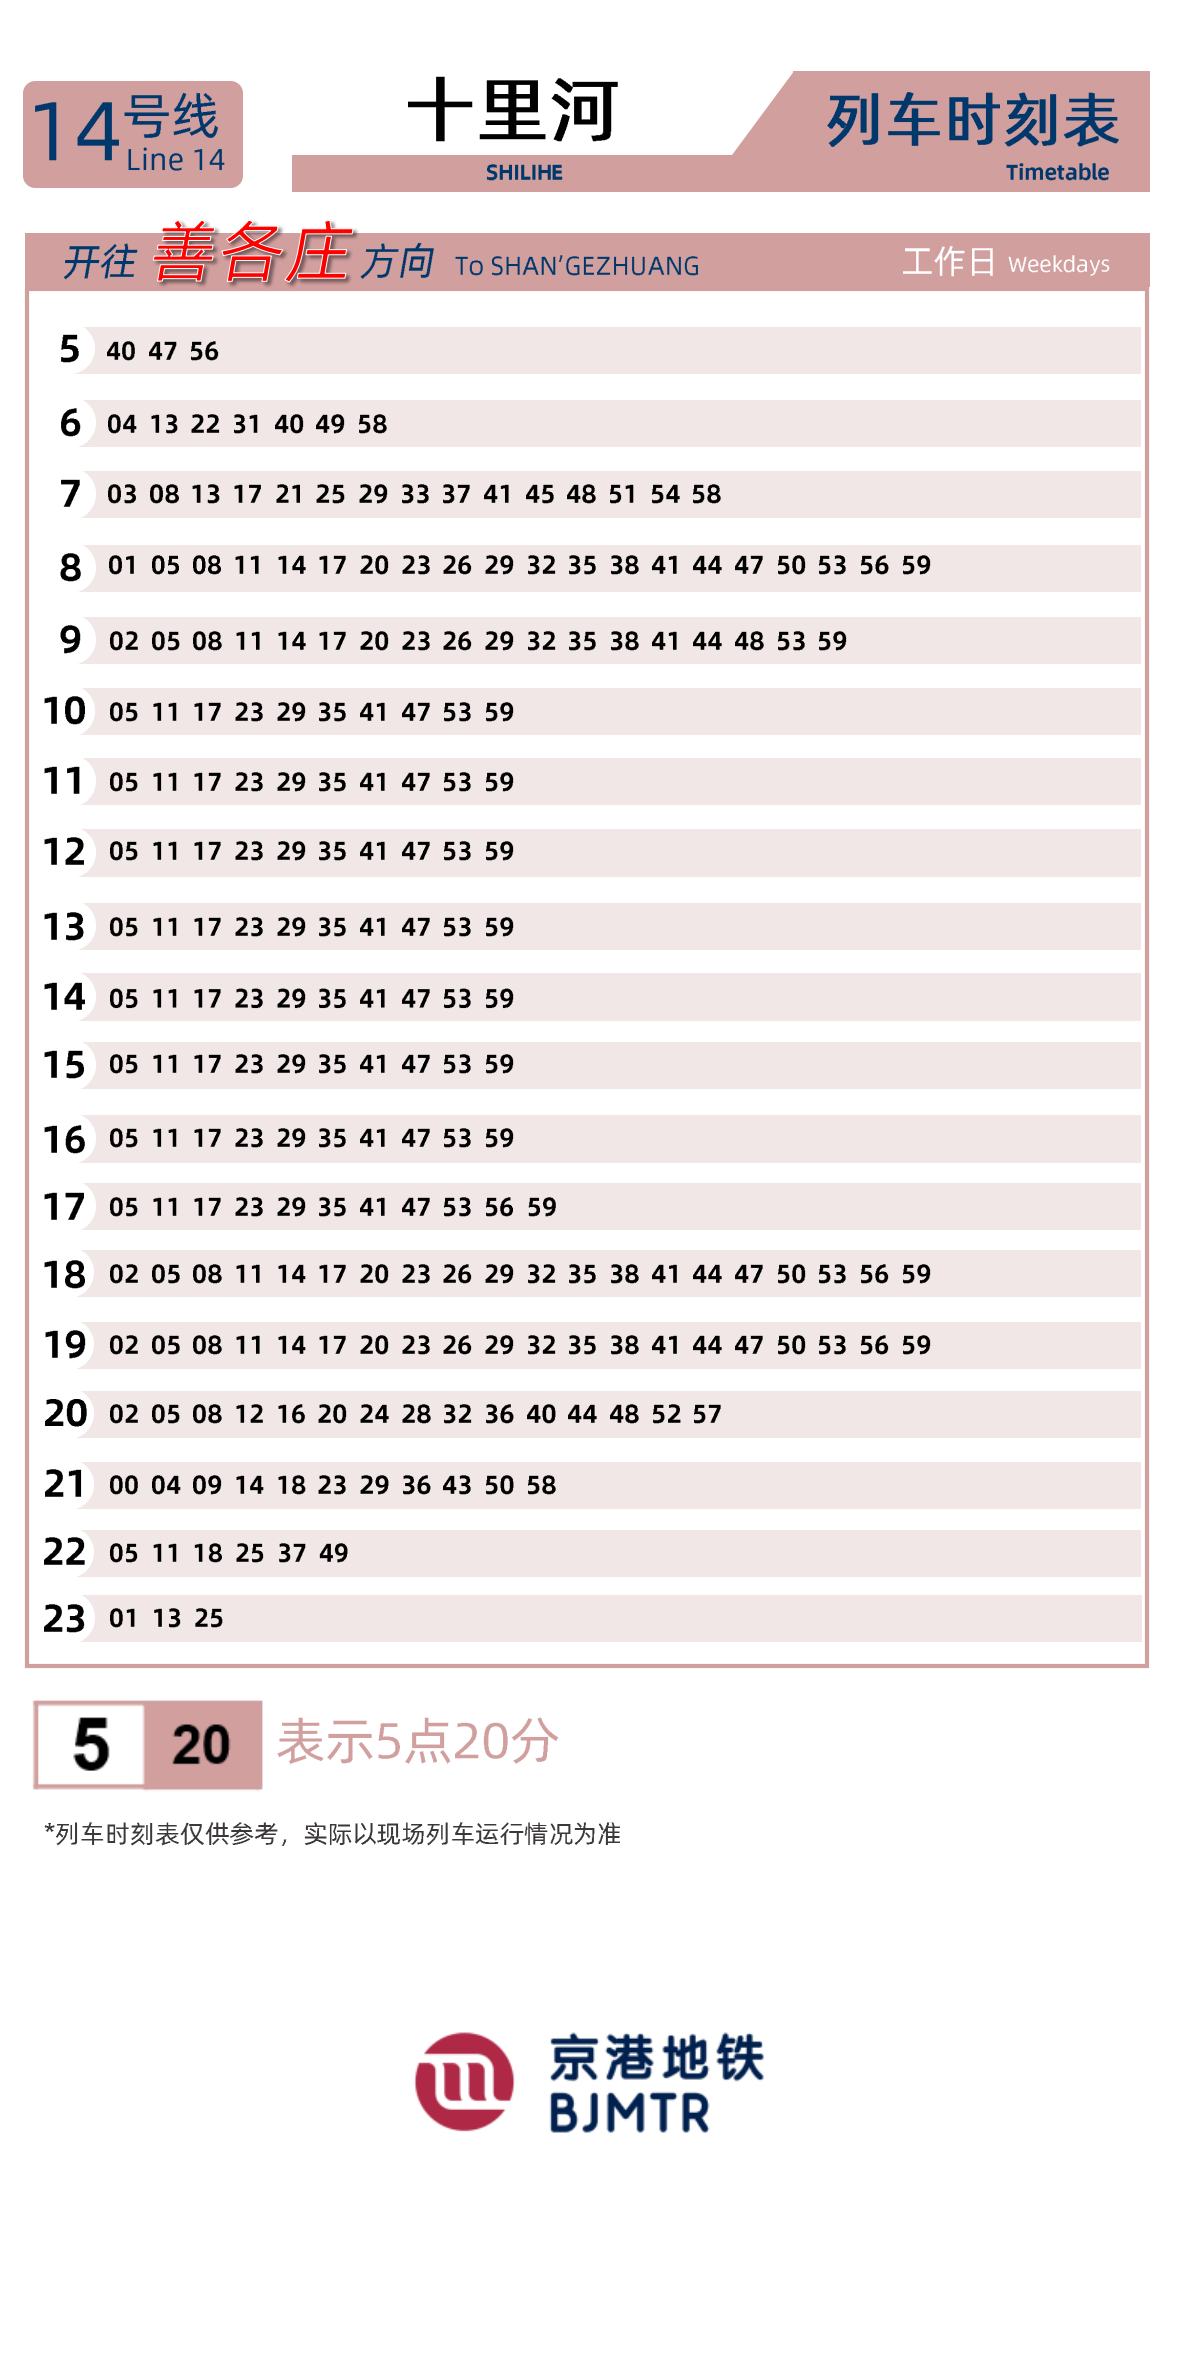 14号线
Line 14
十里河
SHILIHE
列车时刻表
Timetable
开往 善各庄 方向 To SHAN'GEZHUANG 工作日 Weekdays
5 40 47 56
6 04 13 22 31 40 49 58
7 03 08 13 17 21 25 29 33 37 41 45 48 51 54 58
8 01 05 08 11 14 17 20 23 26 29 32 35 38 41 44 47 50 53 56 59
9 02 05 08 11 14 17 20 23 26 29 32 35 38 41 44 48 53 59
10 05 11 17 23 29 35 41 47 53 59
11 05 11 17 23 29 35 41 47 53 59
12 05 11 17 23 29 35 41 47 53 59
13 05 11 17 23 29 35 41 47 53 59
14 05 11 17 23 29 35 41 47 53 59
15 05 11 17 23 29 35 41 47 53 59
16 05 11 17 23 29 35 41 47 53 59
17 05 11 17 23 29 35 41 47 53 56 59
18 02 05 08 11 14 17 20 23 26 29 32 35 38 41 44 47 50 53 56 59
19 02 05 08 11 14 17 20 23 26 29 32 35 38 41 44 47 50 53 56 59
20 02 05 08 12 16 20 24 28 32 36 40 44 48 52 57
21 00 04 09 14 18 23 29 36 43 50 58
22 05 11 18 25 37 49
23 01 13 25
5 20 表示5点20分
*列车时刻表仅供参考，实际以现场列车运行情况为准
京港地铁
BJMTR